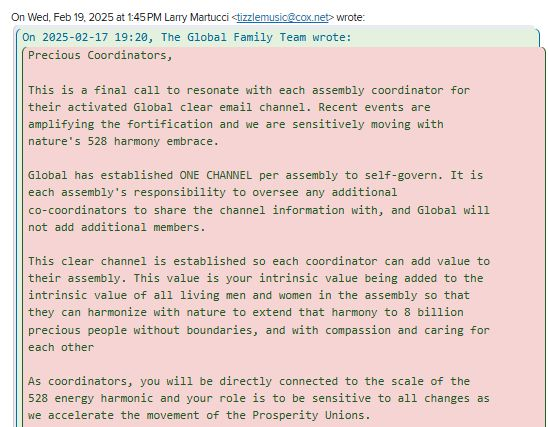 On Wed, Feb 19, 2025 at 1:45 PM Larry Martucci <tizzlemusic@cox.net> wrote:
On 2025-02-17 19:20, The Global Family Team wrote:
Precious Coordinators,
This is a final call to resonate with each assembly coordinator for
their activated Global clear email channel. Recent events are
amplifying the fortification and we are sensitively moving with
nature's 528 harmony embrace.
Global has established ONE CHANNEL per assembly to self-govern. It is
each assembly's responsibility to oversee any additional
co-coordinators to share the channel information with, and Global will
not add additional members.
This clear channel is established so each coordinator can add value to
their assembly. This value is your intrinsic value being added to the
intrinsic value of all living men and women in the assembly so that
they can harmonize with nature to extend that harmony to 8 billion
precious people without boundaries, and with compassion and caring for
each other
As coordinators, you will be directly connected to the scale of the
528 energy harmonic and your role is to be sensitive to all changes as
we accelerate the movement of the Prosperity Unions.